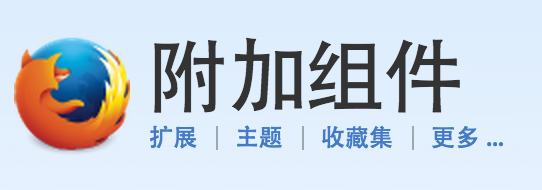 附加组件
扩展 | 主题 | 收藏集 | 更多 ...